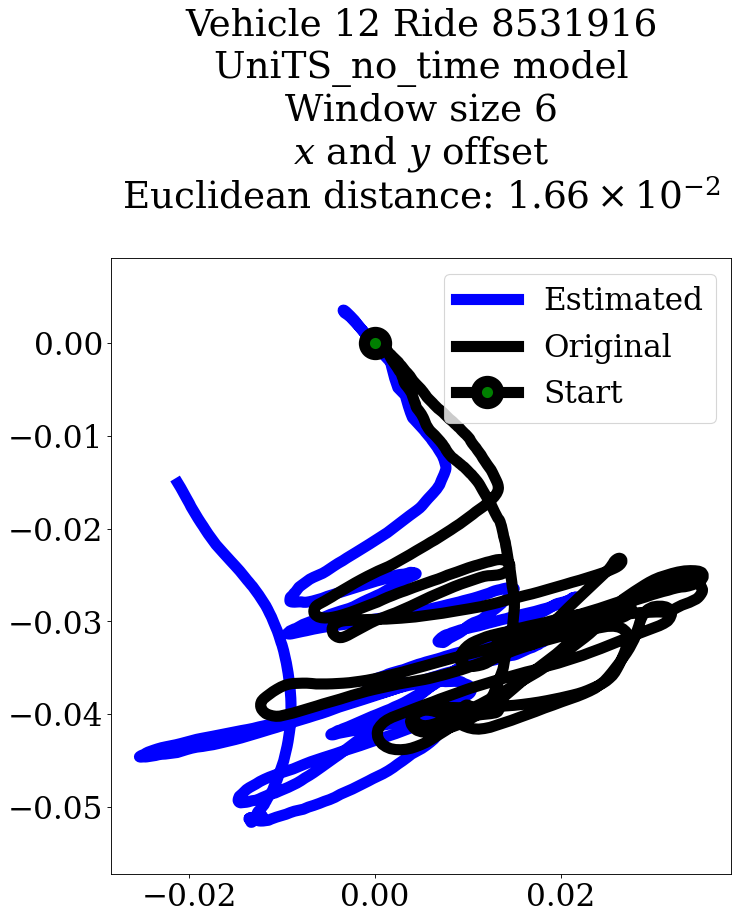 Vehicle 12 Ride 8531916
UniTS_no_time model
Window size 6
x and y offset
Euclidean distance: 1.66 × 10⁻²
Estimated
Original
Start
0.00
−0.01
−0.02
−0.03
−0.04
−0.05
−0.02 0.00 0.02